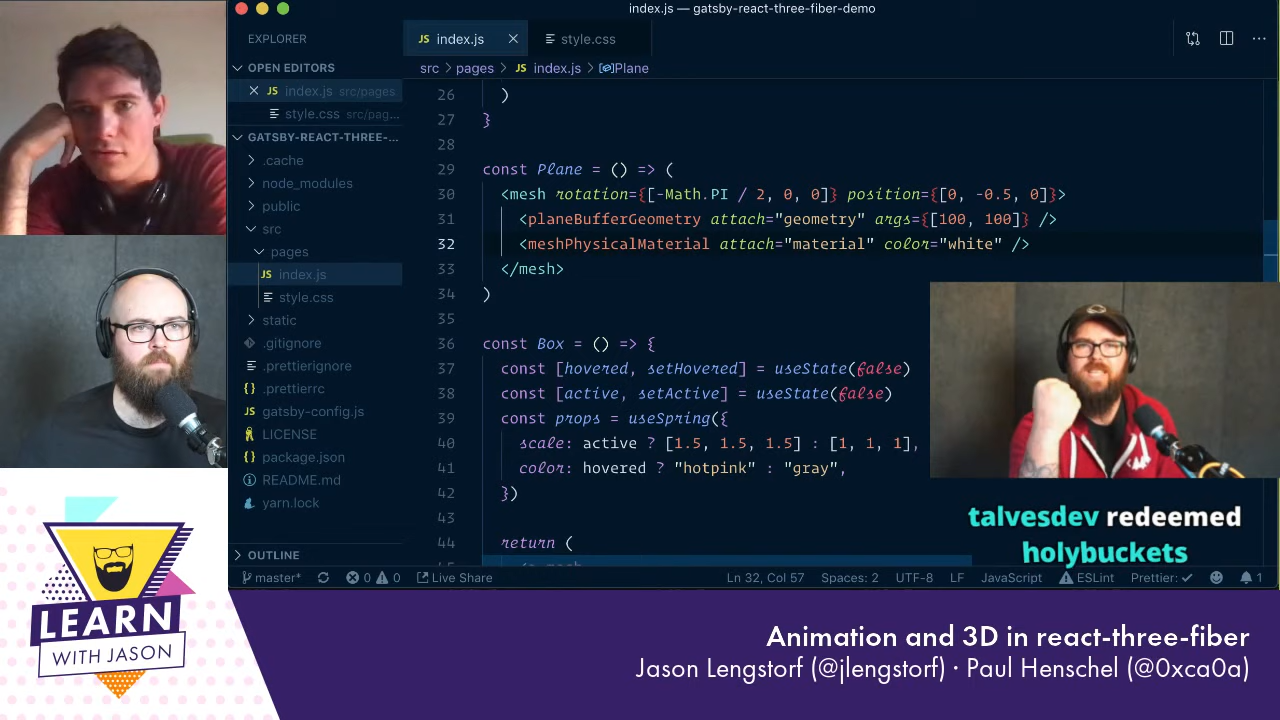 index.js — gatsby-react-three-fiber-demo
EXPLORER
OPEN EDITORS
JS index.js src/pages
style.css src/pag...
GATSBY-REACT-THREE-...
.cache
node_modules
public
src
pages
JS index.js
style.css
static
.gitignore
.prettierignore
{} .prettierrc
JS gatsby-config.js
LICENSE
{} package.json
README.md
yarn.lock
OUTLINE
JS index.js
style.css
src > pages > JS index.js > Plane
26 )
27 }
28
29 const Plane = () => (
30 <mesh rotation={[-Math.PI / 2, 0, 0]} position={[0, -0.5, 0]}>
31 <planeBufferGeometry attach="geometry" args={[100, 100]} />
32 <meshPhysicalMaterial attach="material" color="white" />
33 </mesh>
34 )
35
36 const Box = () => {
37 const [hovered, setHovered] = useState(false)
38 const [active, setActive] = useState(false)
39 const props = useSpring({
40 scale: active ? [1.5, 1.5, 1.5] : [1, 1, 1],
41 color: hovered ? "hotpink" : "gray",
42 })
43
44 return (
talvesdev redeemed
holybuckets
master* 0 0 Live Share Ln 32, Col 57 Spaces: 2 UTF-8 LF JavaScript ESLint Prettier: ✓ 1
LEARN
WITH JASON
Animation and 3D in react-three-fiber
Jason Lengstorf (@jlengstorf) · Paul Henschel (@0xca0a)